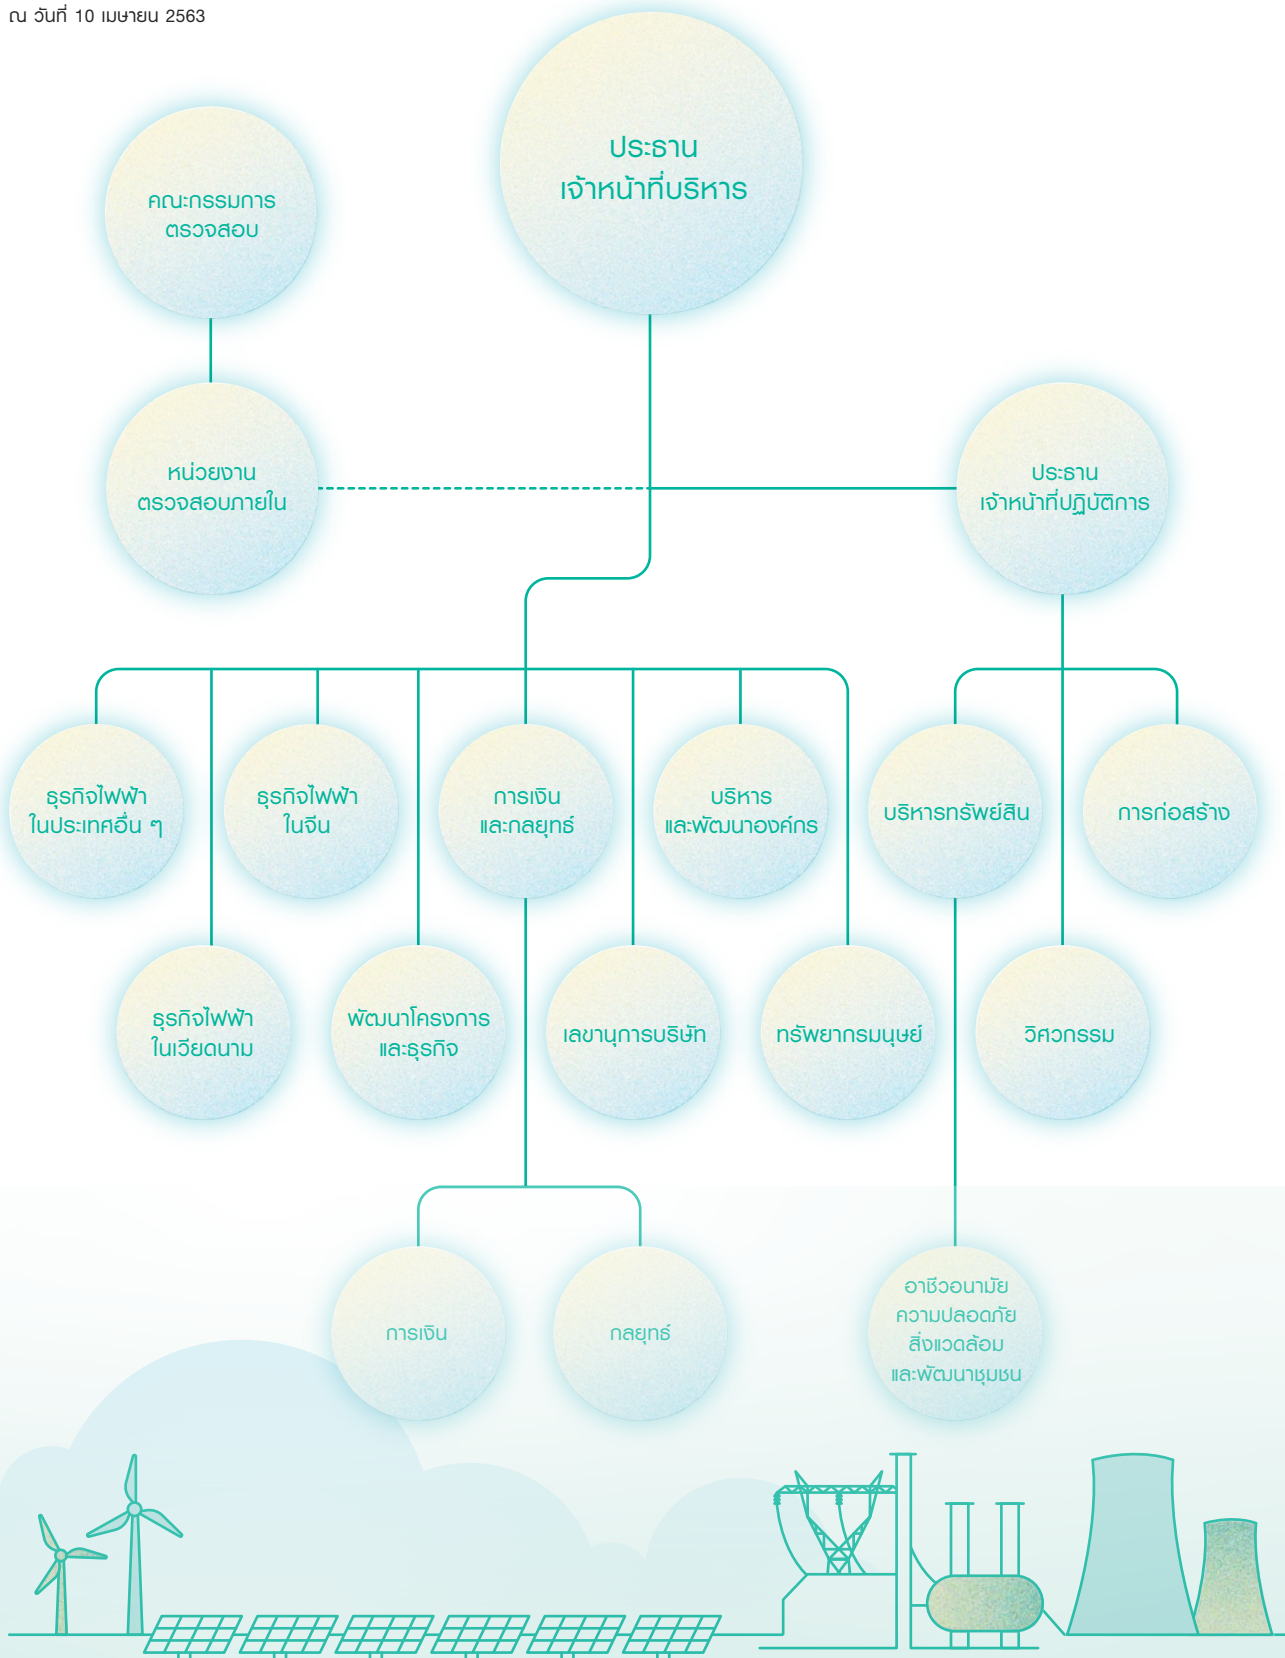 ณ วันที่ 10 เมษายน 2563
ประธาน
เจ้าหน้าที่บริหาร
คณะกรรมการ
ตรวจสอบ
หน่วยงาน
ตรวจสอบภายใน
ประธาน
เจ้าหน้าที่ปฏิบัติการ
ธุรกิจไฟฟ้า
ในประเทศอื่น ๆ
ธุรกิจไฟฟ้า
ในจีน
การเงิน
และกลยุทธ์
บริหาร
และพัฒนาองค์กร
บริหารทรัพย์สิน
การก่อสร้าง
ธุรกิจไฟฟ้า
ในเวียดนาม
พัฒนาโครงการ
และธุรกิจ
เลขานุการบริษัท
ทรัพยากรมนุษย์
วิศวกรรม
การเงิน
กลยุทธ์
อาชีวอนามัย
ความปลอดภัย
สิ่งแวดล้อม
และพัฒนาชุมชน